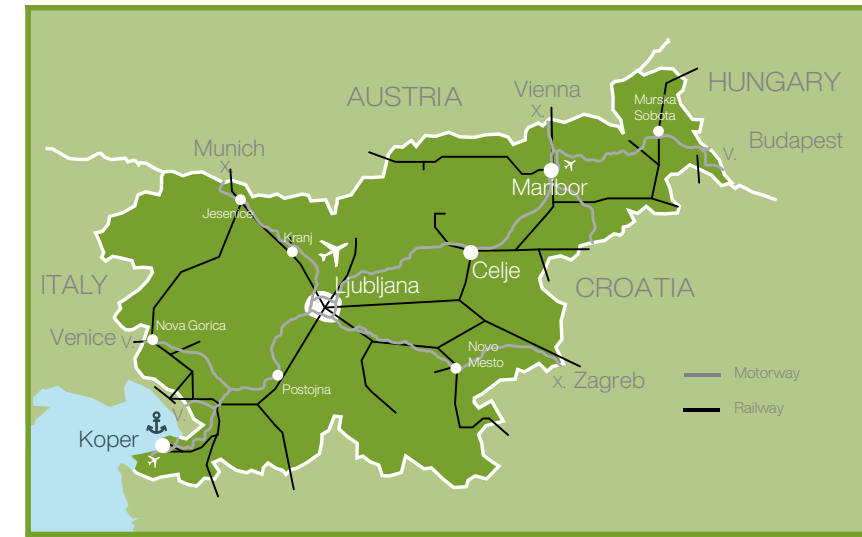 AUSTRIA
Vienna
X.
HUNGARY
Murska
Sobota
Budapest
V.
Munich
X.
Maribor
Jesenice
Kranj
Ljubljana
Celje
CROATIA
ITALY
Venice V.
Nova Gorica
Novo
Mesto
X. Zagreb
Postojna
V.
Koper
Motorway
Railway